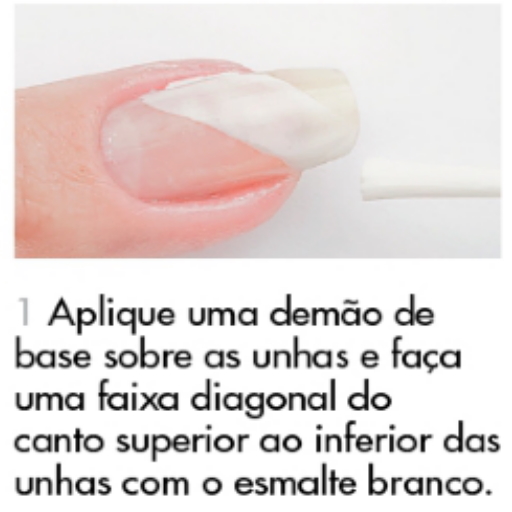 1 Aplique uma demão de
base sobre as unhas e faça
uma faixa diagonal do
canto superior ao inferior das
unhas com o esmalte branco.